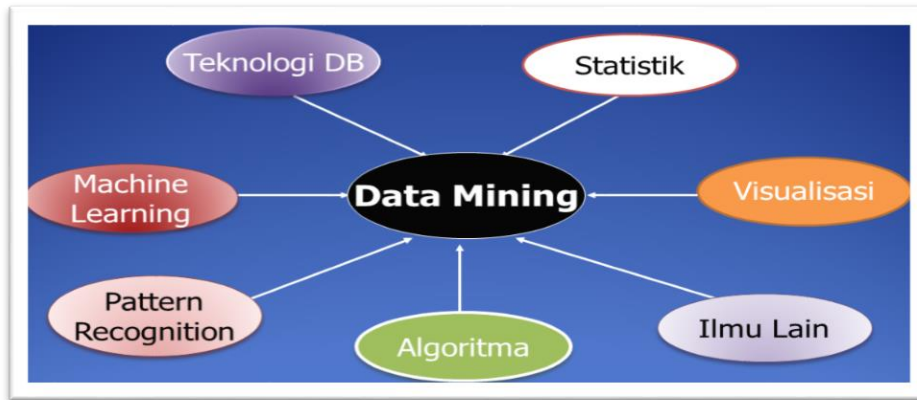 Teknologi DB
Statistik
Machine
Learning
Data Mining
Visualisasi
Pattern
Recognition
Algoritma
Ilmu Lain